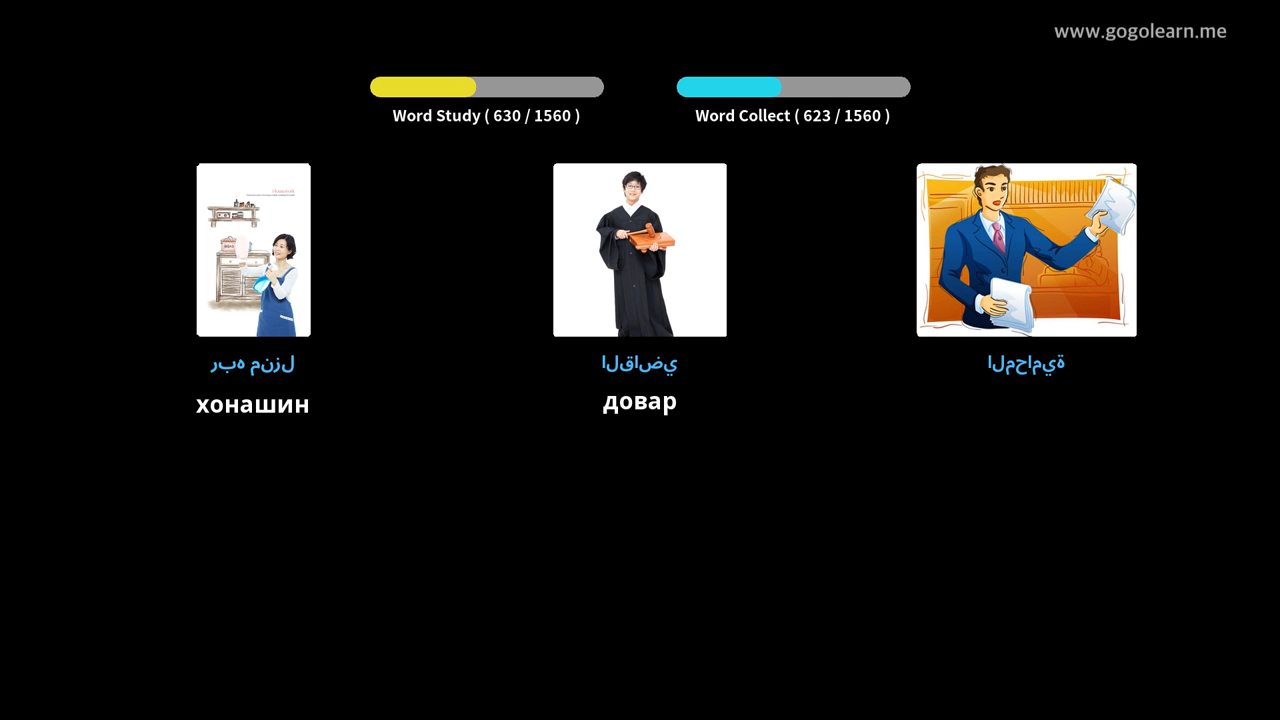 www.gogolearn.me
Word Study ( 630 / 1560 )
Word Collect ( 623 / 1560 )
ربه منزل
القاضي
المحامية
хонашин
довар